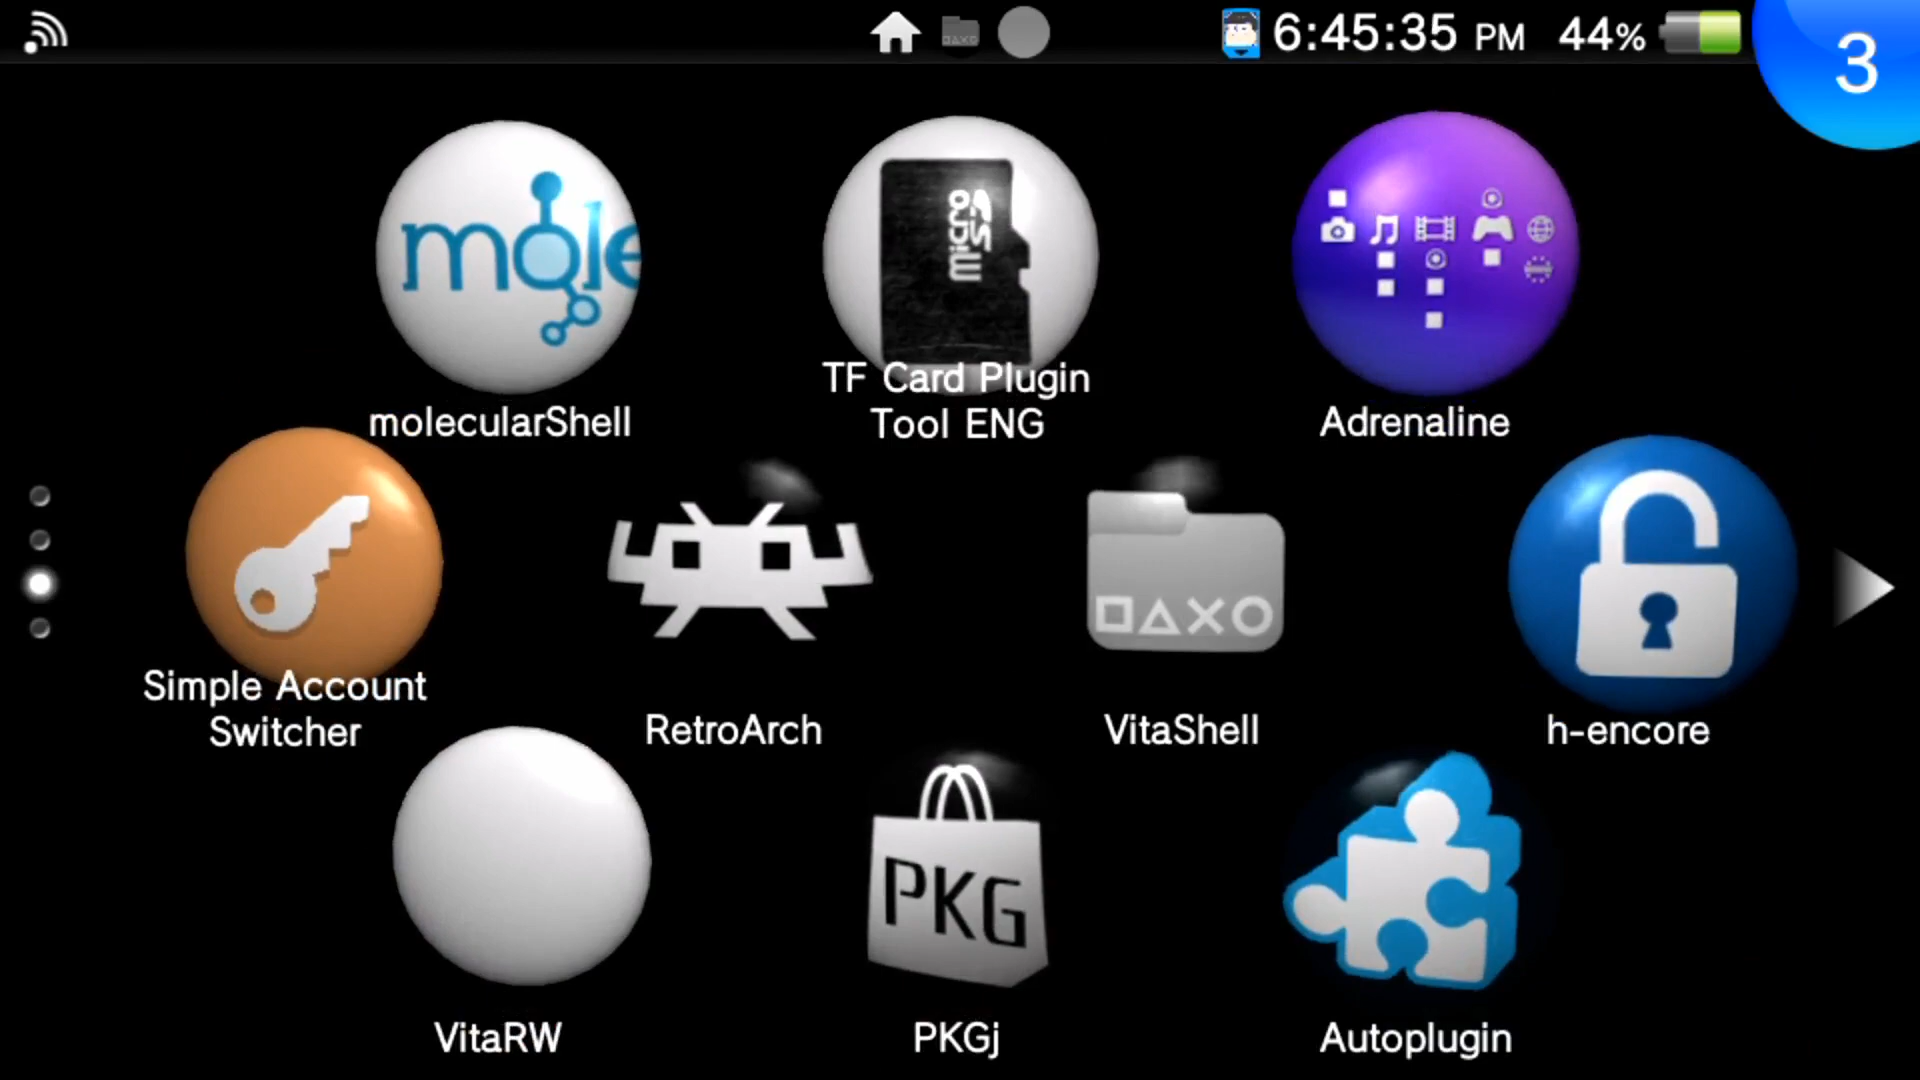 6:45:35 PM 44%
3
mole
micro
molecularShell
TF Card Plugin
Tool ENG
Adrenaline
Simple Account
Switcher
RetroArch
VitaShell
h-encore
PKG
VitaRW
PKGj
Autoplugin